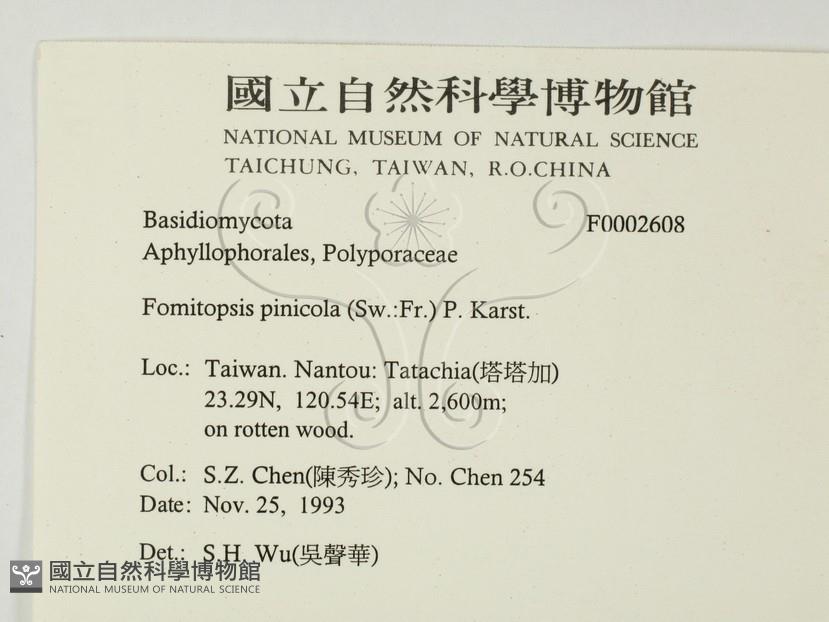 國立自然科學博物館
NATIONAL MUSEUM OF NATURAL SCIENCE
TAICHUNG, TAIWAN, R.O.CHINA
Basidiomycota F0002608
Aphyllophorales, Polyporaceae
Fomitopsis pinicola (Sw.:Fr.) P. Karst.
Loc.: Taiwan. Nantou: Tatachia(塔塔加)
23.29N, 120.54E; alt. 2,600m;
on rotten wood.
Col.: S.Z. Chen(陳秀珍); No. Chen 254
Date: Nov. 25, 1993
Det.: S.H. Wu(吳聲華)
國立自然科學博物館
NATIONAL MUSEUM OF NATURAL SCIENCE